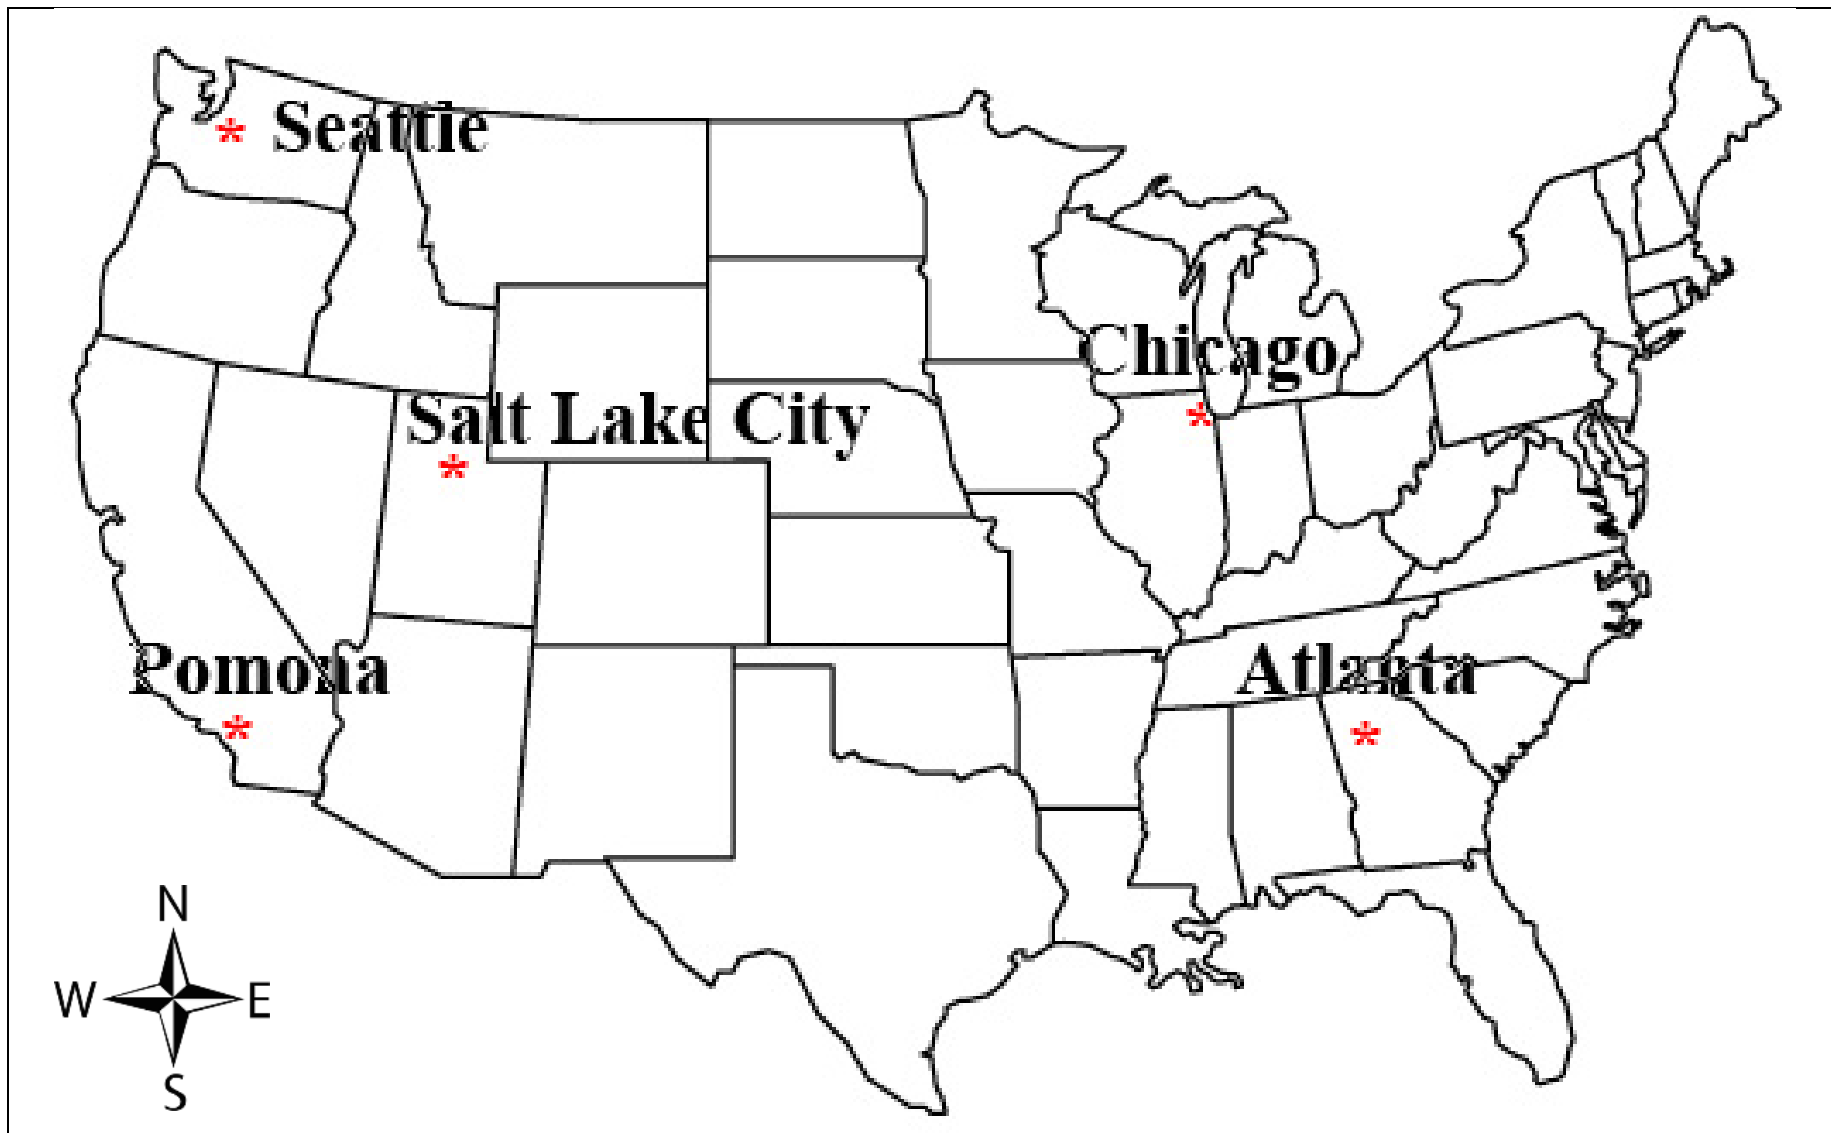 * Seattle
Chicago
*
Salt Lake City
*
Pomona
*
Atlanta
*
N
W E
S